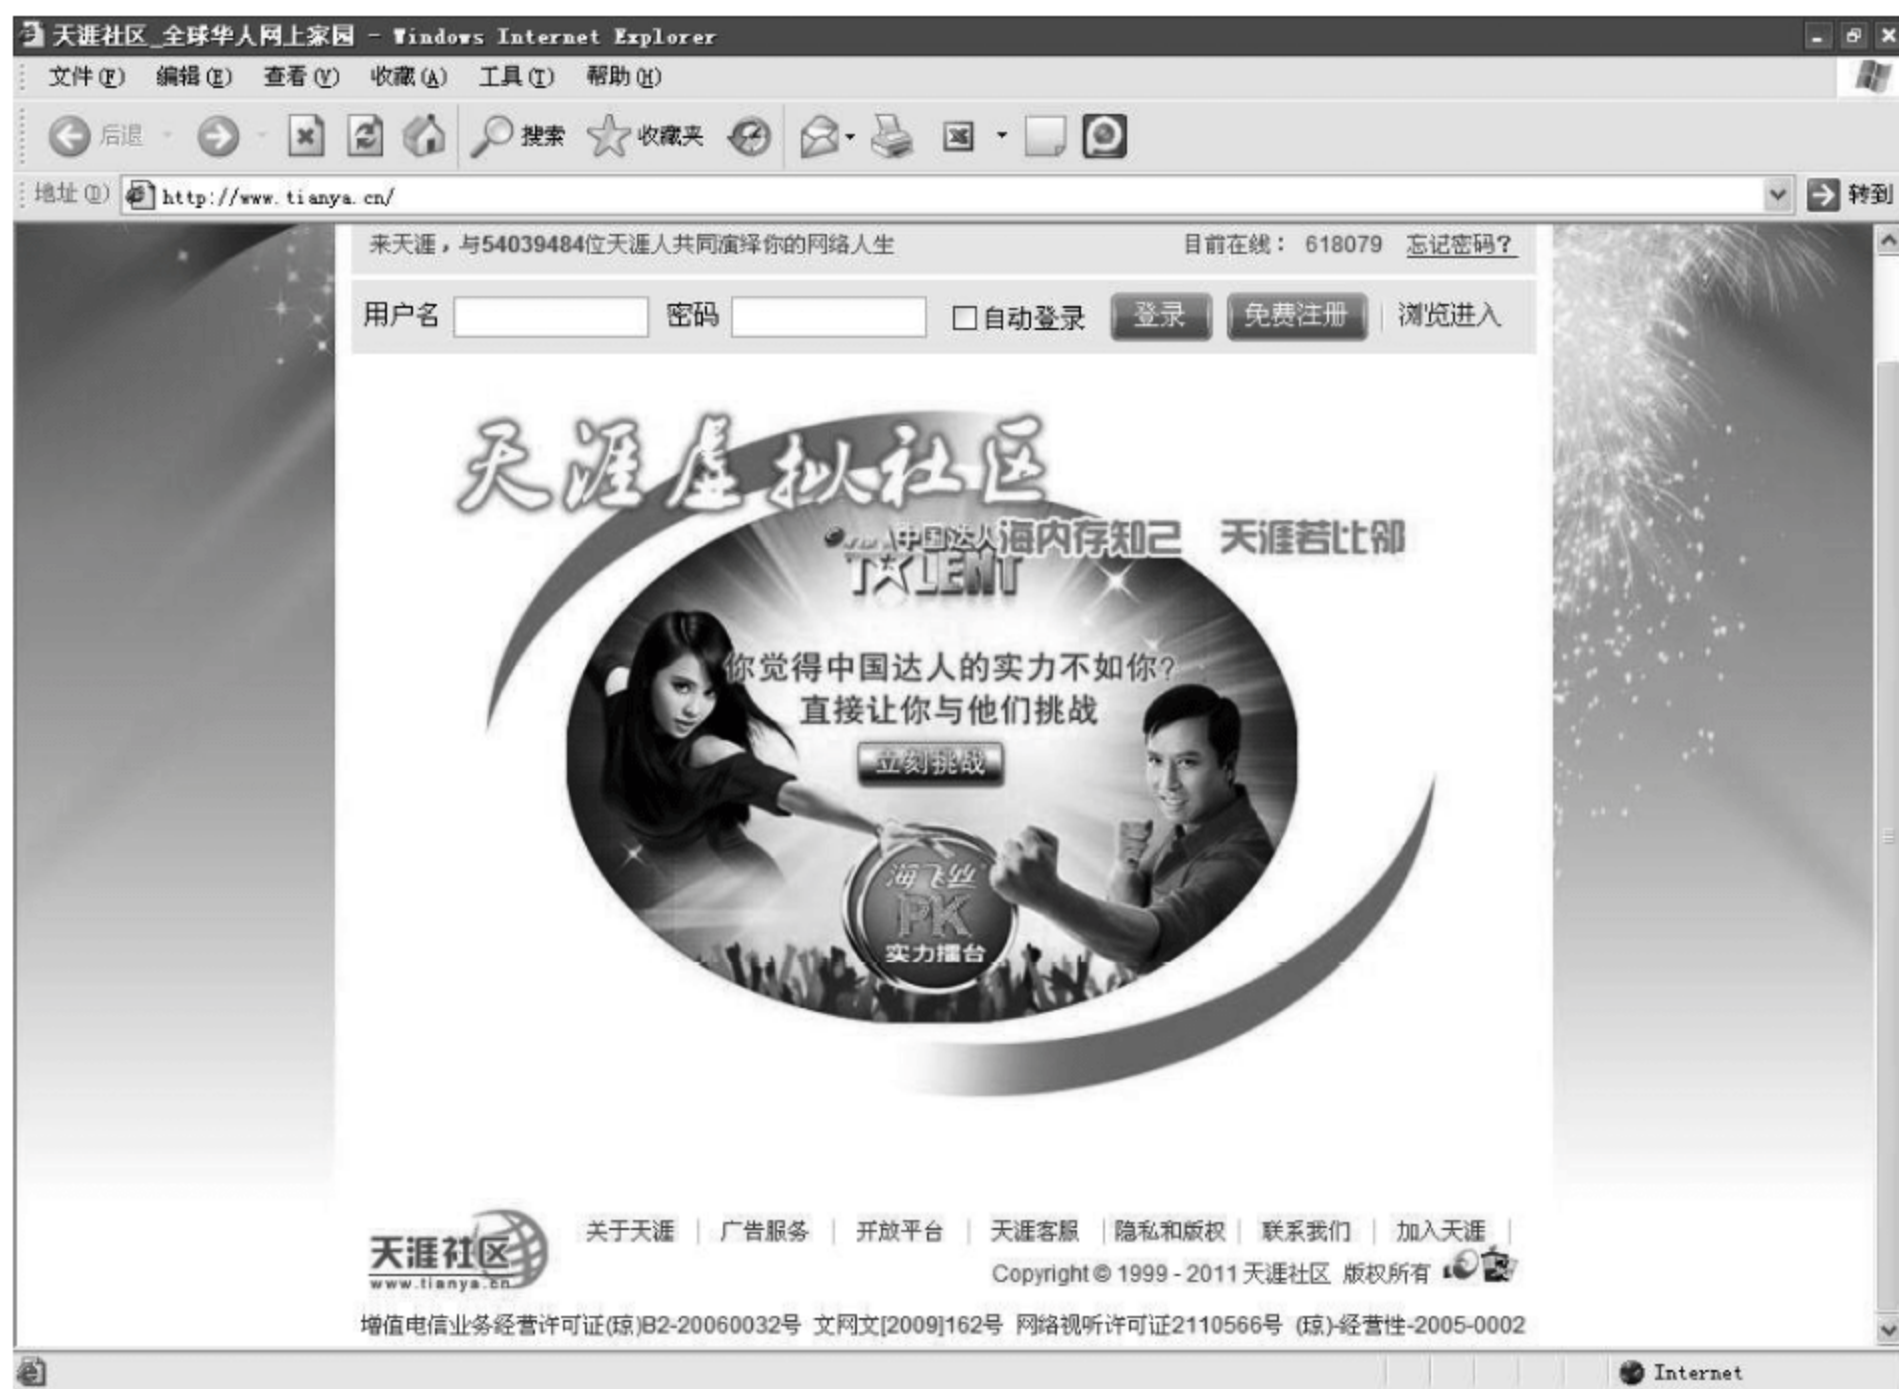 天涯社区_全球华人网上家园 - Windows Internet Explorer
文件(F) 编辑(E) 查看(V) 收藏(A) 工具(T) 帮助(H)
后退 搜索 收藏夹
地址(D) http://www.tianya.cn/ 转到
来天涯，与54039484位天涯人共同演绎你的网络人生 目前在线： 618079 忘记密码?
用户名 密码 自动登录 登录 免费注册 浏览进入
天涯虚拟社区
中国达人 海内存知己 天涯若比邻
TALENT
你觉得中国达人的实力不如你?
直接让你与他们挑战
立刻挑战
海飞丝
PK
实力擂台
关于天涯 | 广告服务 | 开放平台 | 天涯客服 | 隐私和版权 | 联系我们 | 加入天涯 |
天涯社区
www.tianya.cn
Copyright © 1999 - 2011 天涯社区 版权所有
增值电信业务经营许可证(琼)B2-20060032号 文网文[2009]162号 网络视听许可证2110566号 (琼)-经营性-2005-0002
Internet